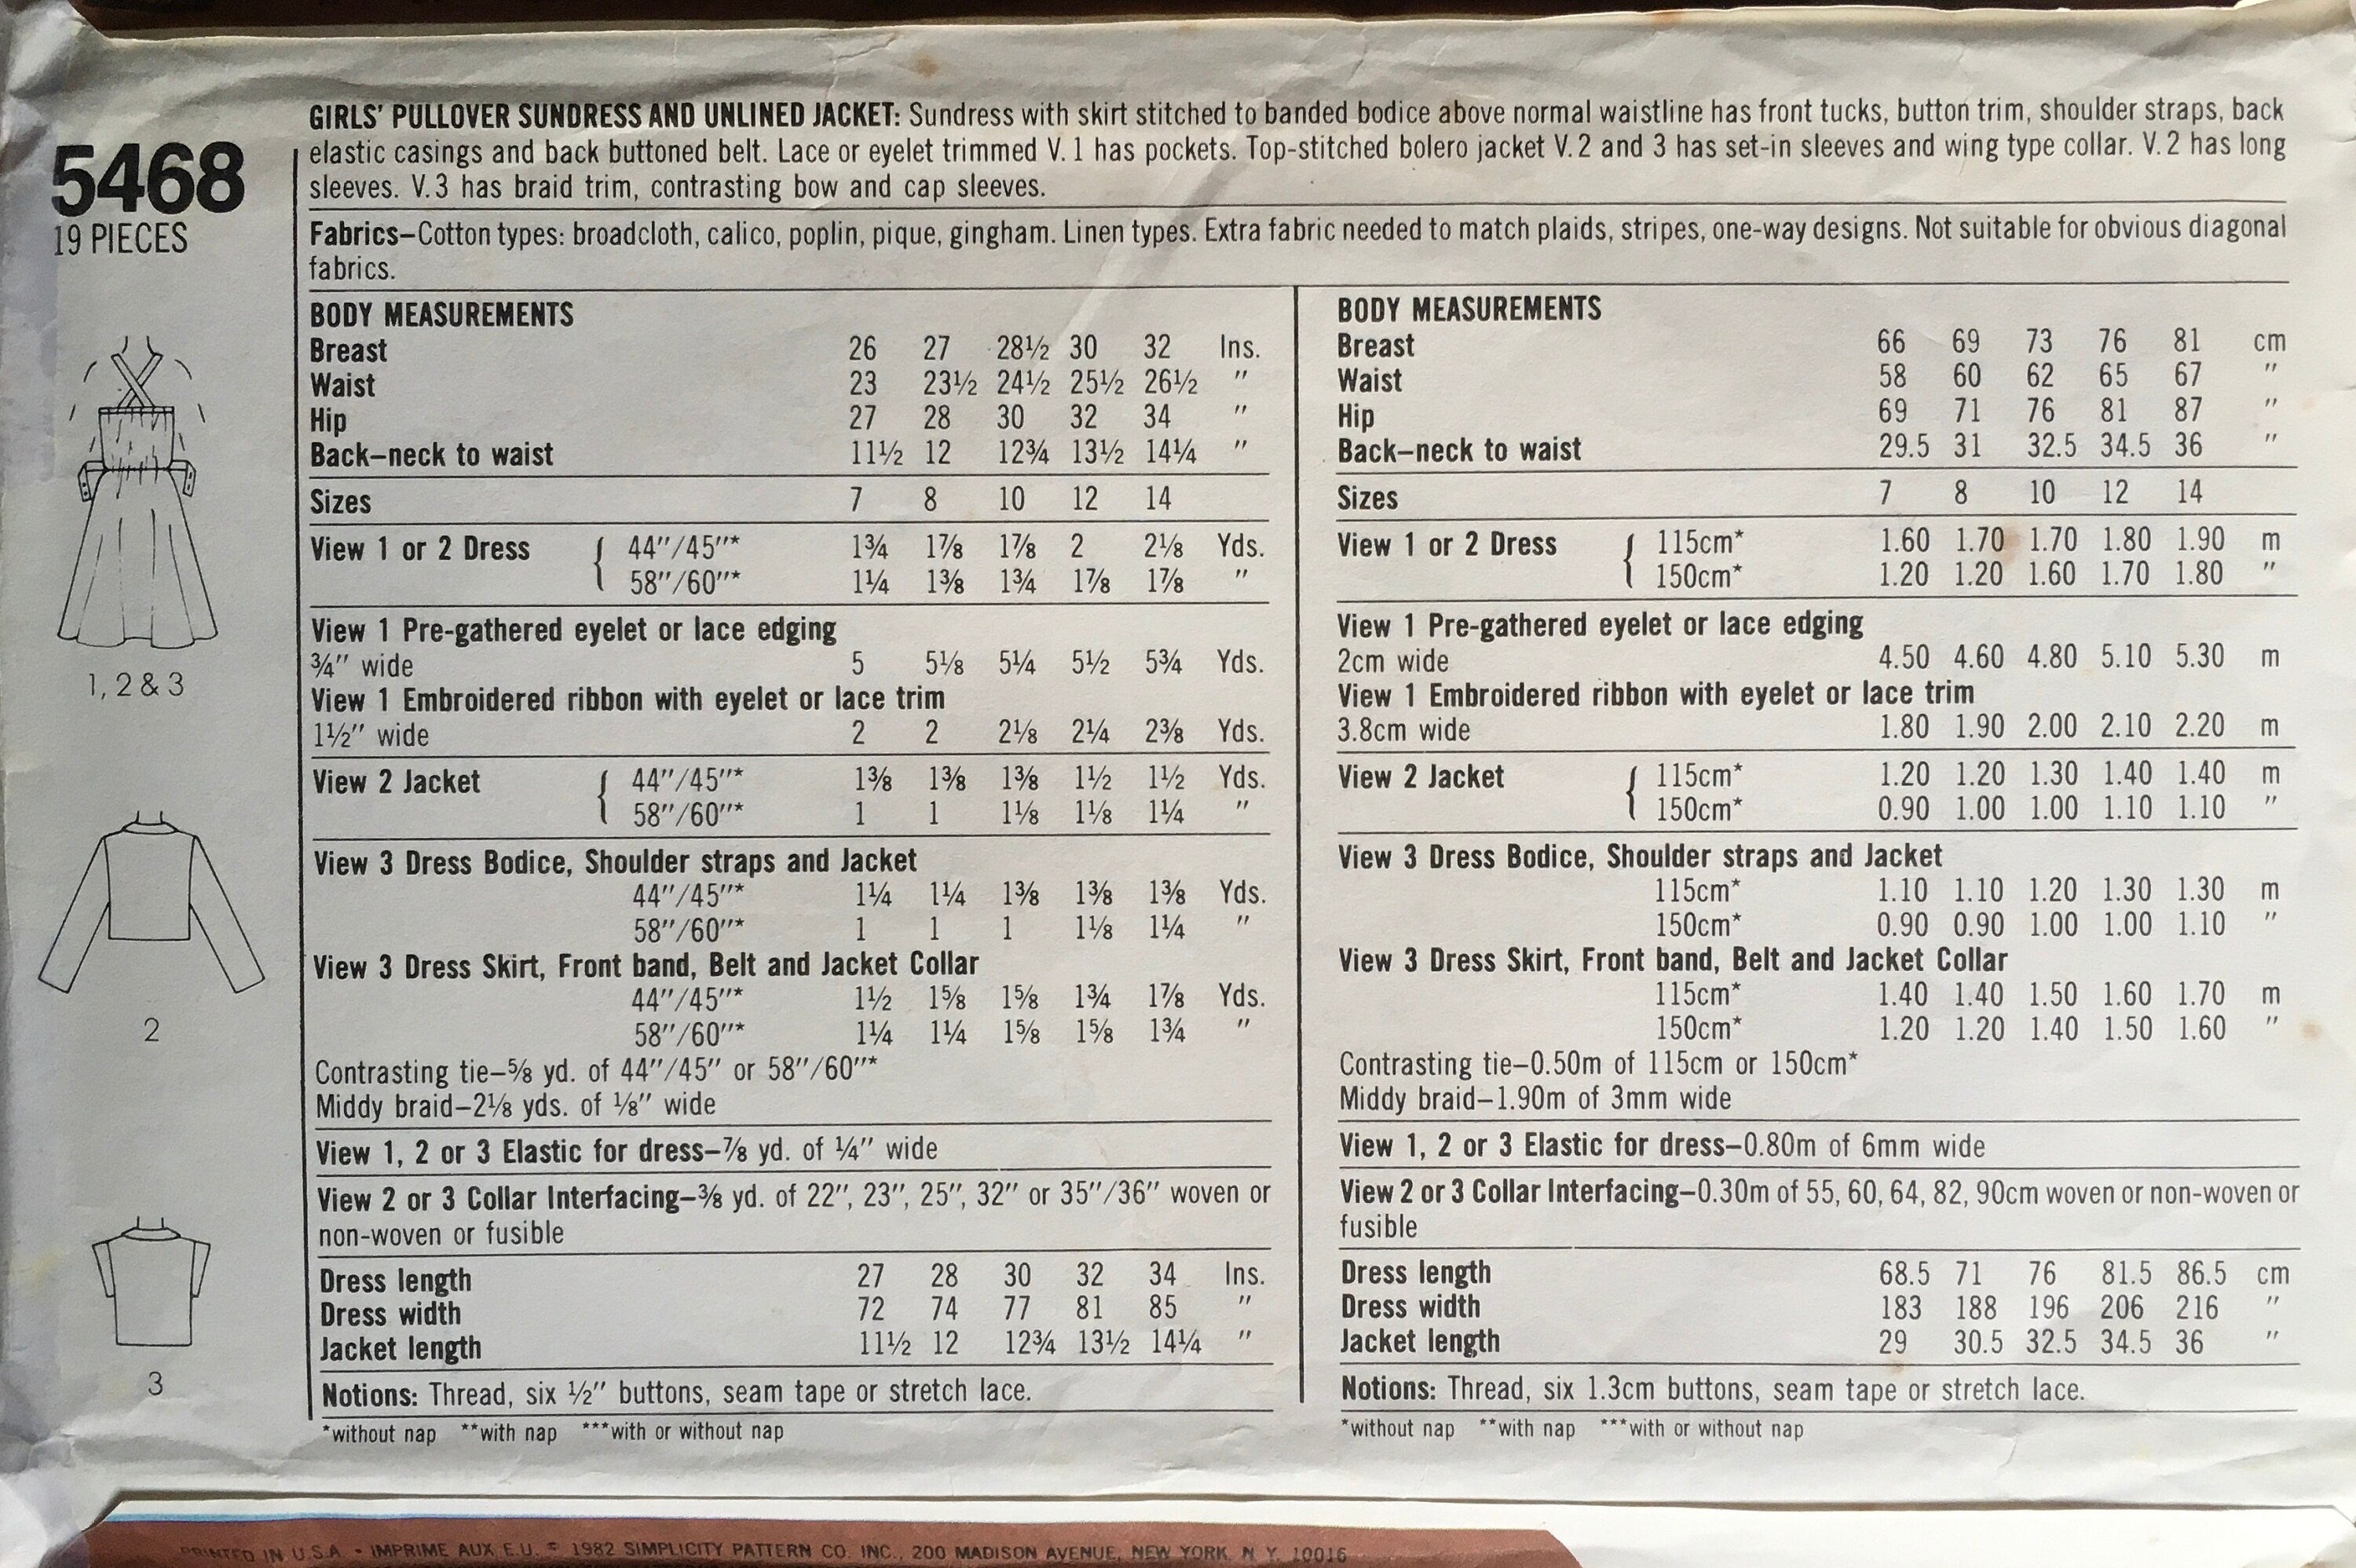 5468
19 PIECES
GIRLS' PULLOVER SUNDRESS AND UNLINED JACKET: Sundress with skirt stitched to banded bodice above normal waistline has front tucks, button trim, shoulder straps, back
elastic casings and back buttoned belt. Lace or eyelet trimmed V. 1 has pockets. Top-stitched bolero jacket V. 2 and 3 has set-in sleeves and wing type collar. V. 2 has long
sleeves. V. 3 has braid trim, contrasting bow and cap sleeves.
Fabrics–Cotton types: broadcloth, calico, poplin, pique, gingham. Linen types. Extra fabric needed to match plaids, stripes, one-way designs. Not suitable for obvious diagonal
fabrics.
1, 2 & 3
2
3
BODY MEASUREMENTS
Breast 26 27 28½ 30 32 Ins.
Waist 23 23½ 24½ 25½ 26½ "
Hip 27 28 30 32 34 "
Back–neck to waist 11½ 12 12¾ 13½ 14¼ "
Sizes 7 8 10 12 14
View 1 or 2 Dress { 44"/45"* 1¾ 1⅞ 1⅞ 2 2⅛ Yds.
58"/60"* 1¼ 1⅜ 1¾ 1⅞ 1⅞ "
View 1 Pre-gathered eyelet or lace edging
¾" wide 5 5⅛ 5¼ 5½ 5¾ Yds.
View 1 Embroidered ribbon with eyelet or lace trim
1½" wide 2 2 2⅛ 2¼ 2⅜ Yds.
View 2 Jacket { 44"/45"* 1⅜ 1⅜ 1⅜ 1½ 1½ Yds.
58"/60"* 1 1 1⅛ 1⅛ 1¼ "
View 3 Dress Bodice, Shoulder straps and Jacket
44"/45"* 1¼ 1¼ 1⅜ 1⅜ 1⅜ Yds.
58"/60"* 1 1 1 1⅛ 1¼ "
View 3 Dress Skirt, Front band, Belt and Jacket Collar
44"/45"* 1½ 1⅝ 1⅝ 1¾ 1⅞ Yds.
58"/60"* 1¼ 1¼ 1⅝ 1⅝ 1¾ "
Contrasting tie–⅝ yd. of 44"/45" or 58"/60"*
Middy braid–2⅛ yds. of ⅛" wide
View 1, 2 or 3 Elastic for dress–⅞ yd. of ¼" wide
View 2 or 3 Collar Interfacing–⅜ yd. of 22", 23", 25", 32" or 35"/36" woven or
non-woven or fusible
Dress length 27 28 30 32 34 Ins.
Dress width 72 74 77 81 85 "
Jacket length 11½ 12 12¾ 13½ 14¼ "
Notions: Thread, six ½" buttons, seam tape or stretch lace.
*without nap **with nap ***with or without nap
BODY MEASUREMENTS
Breast 66 69 73 76 81 cm
Waist 58 60 62 65 67 "
Hip 69 71 76 81 87 "
Back–neck to waist 29.5 31 32.5 34.5 36 "
Sizes 7 8 10 12 14
View 1 or 2 Dress { 115cm* 1.60 1.70 1.70 1.80 1.90 m
150cm* 1.20 1.20 1.60 1.70 1.80 "
View 1 Pre-gathered eyelet or lace edging
2cm wide 4.50 4.60 4.80 5.10 5.30 m
View 1 Embroidered ribbon with eyelet or lace trim
3.8cm wide 1.80 1.90 2.00 2.10 2.20 m
View 2 Jacket { 115cm* 1.20 1.20 1.30 1.40 1.40 m
150cm* 0.90 1.00 1.00 1.10 1.10 "
View 3 Dress Bodice, Shoulder straps and Jacket
115cm* 1.10 1.10 1.20 1.30 1.30 m
150cm* 0.90 0.90 1.00 1.00 1.10 "
View 3 Dress Skirt, Front band, Belt and Jacket Collar
115cm* 1.40 1.40 1.50 1.60 1.70 m
150cm* 1.20 1.20 1.40 1.50 1.60 "
Contrasting tie–0.50m of 115cm or 150cm*
Middy braid–1.90m of 3mm wide
View 1, 2 or 3 Elastic for dress–0.80m of 6mm wide
View 2 or 3 Collar Interfacing–0.30m of 55, 60, 64, 82, 90cm woven or non-woven or
fusible
Dress length 68.5 71 76 81.5 86.5 cm
Dress width 183 188 196 206 216 "
Jacket length 29 30.5 32.5 34.5 36 "
Notions: Thread, six 1.3cm buttons, seam tape or stretch lace.
*without nap **with nap ***with or without nap
PRINTED IN U.S.A. • IMPRIME AUX E.U. © 1982 SIMPLICITY PATTERN CO. INC., 200 MADISON AVENUE, NEW YORK, N. Y. 10016